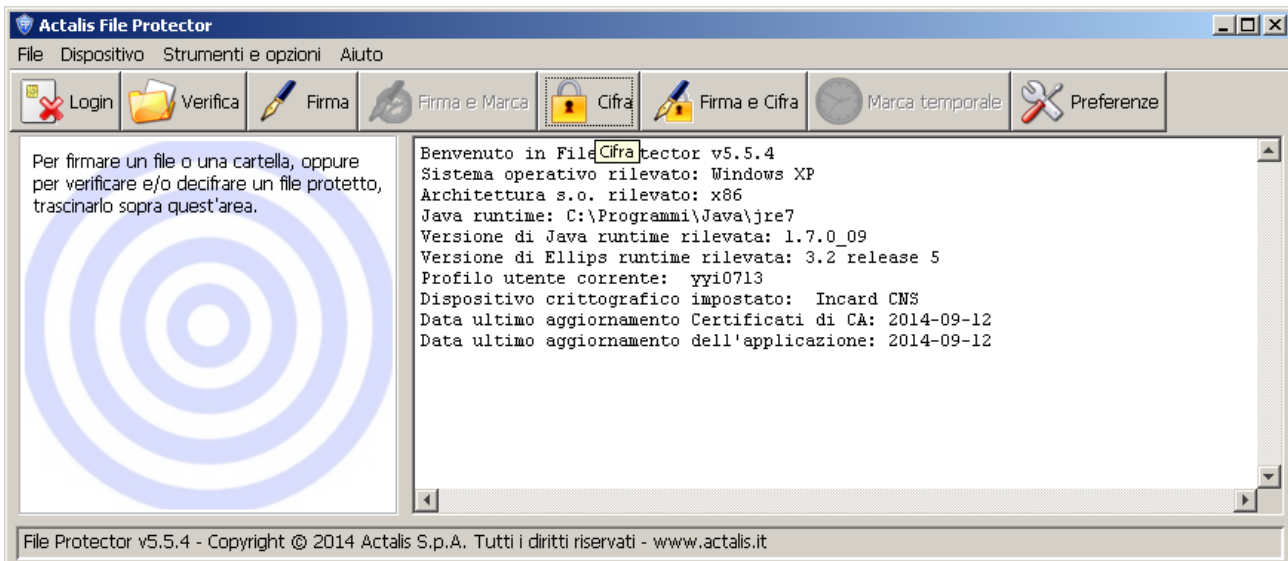 Actalis File Protector
File Dispositivo Strumenti e opzioni Aiuto
Login Verifica Firma Firma e Marca Cifra Firma e Cifra Marca temporale Preferenze
Per firmare un file o una cartella, oppure
per verificare e/o decifrare un file protetto,
trascinarlo sopra quest'area.
Cifra
Benvenuto in File tector v5.5.4
Sistema operativo rilevato: Windows XP
Architettura s.o. rilevato: x86
Java runtime: C:\Programmi\Java\jre7
Versione di Java runtime rilevata: 1.7.0_09
Versione di Ellips runtime rilevata: 3.2 release 5
Profilo utente corrente: yyi0713
Dispositivo crittografico impostato: Incard CNS
Data ultimo aggiornamento Certificati di CA: 2014-09-12
Data ultimo aggiornamento dell'applicazione: 2014-09-12
File Protector v5.5.4 - Copyright © 2014 Actalis S.p.A. Tutti i diritti riservati - www.actalis.it